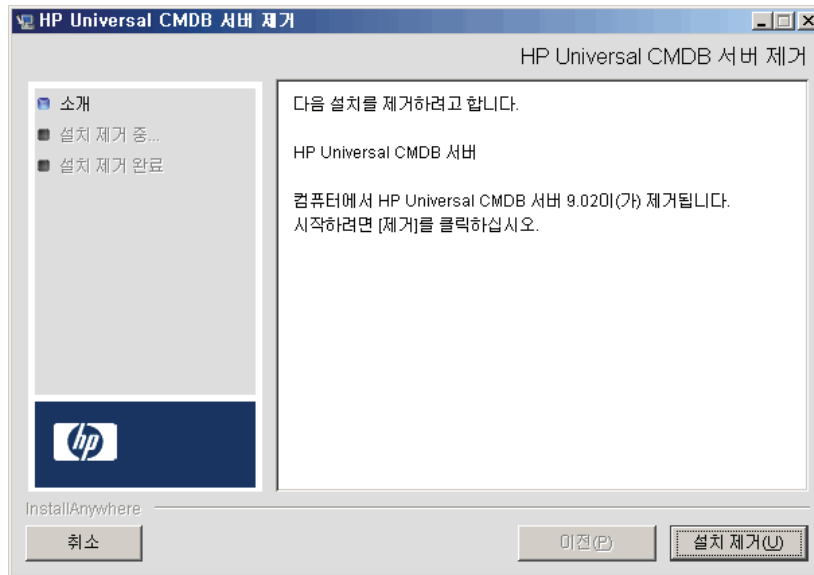 HP Universal CMDB 서버 제거
HP Universal CMDB 서버 제거
소개
설치 제거 중...
설치 제거 완료
다음 설치를 제거하려고 합니다.
HP Universal CMDB 서버
컴퓨터에서 HP Universal CMDB 서버 9.02이(가) 제거됩니다.
시작하려면 [제거]를 클릭하십시오.
hp
InstallAnywhere
취소
이전(P)
설치 제거(U)